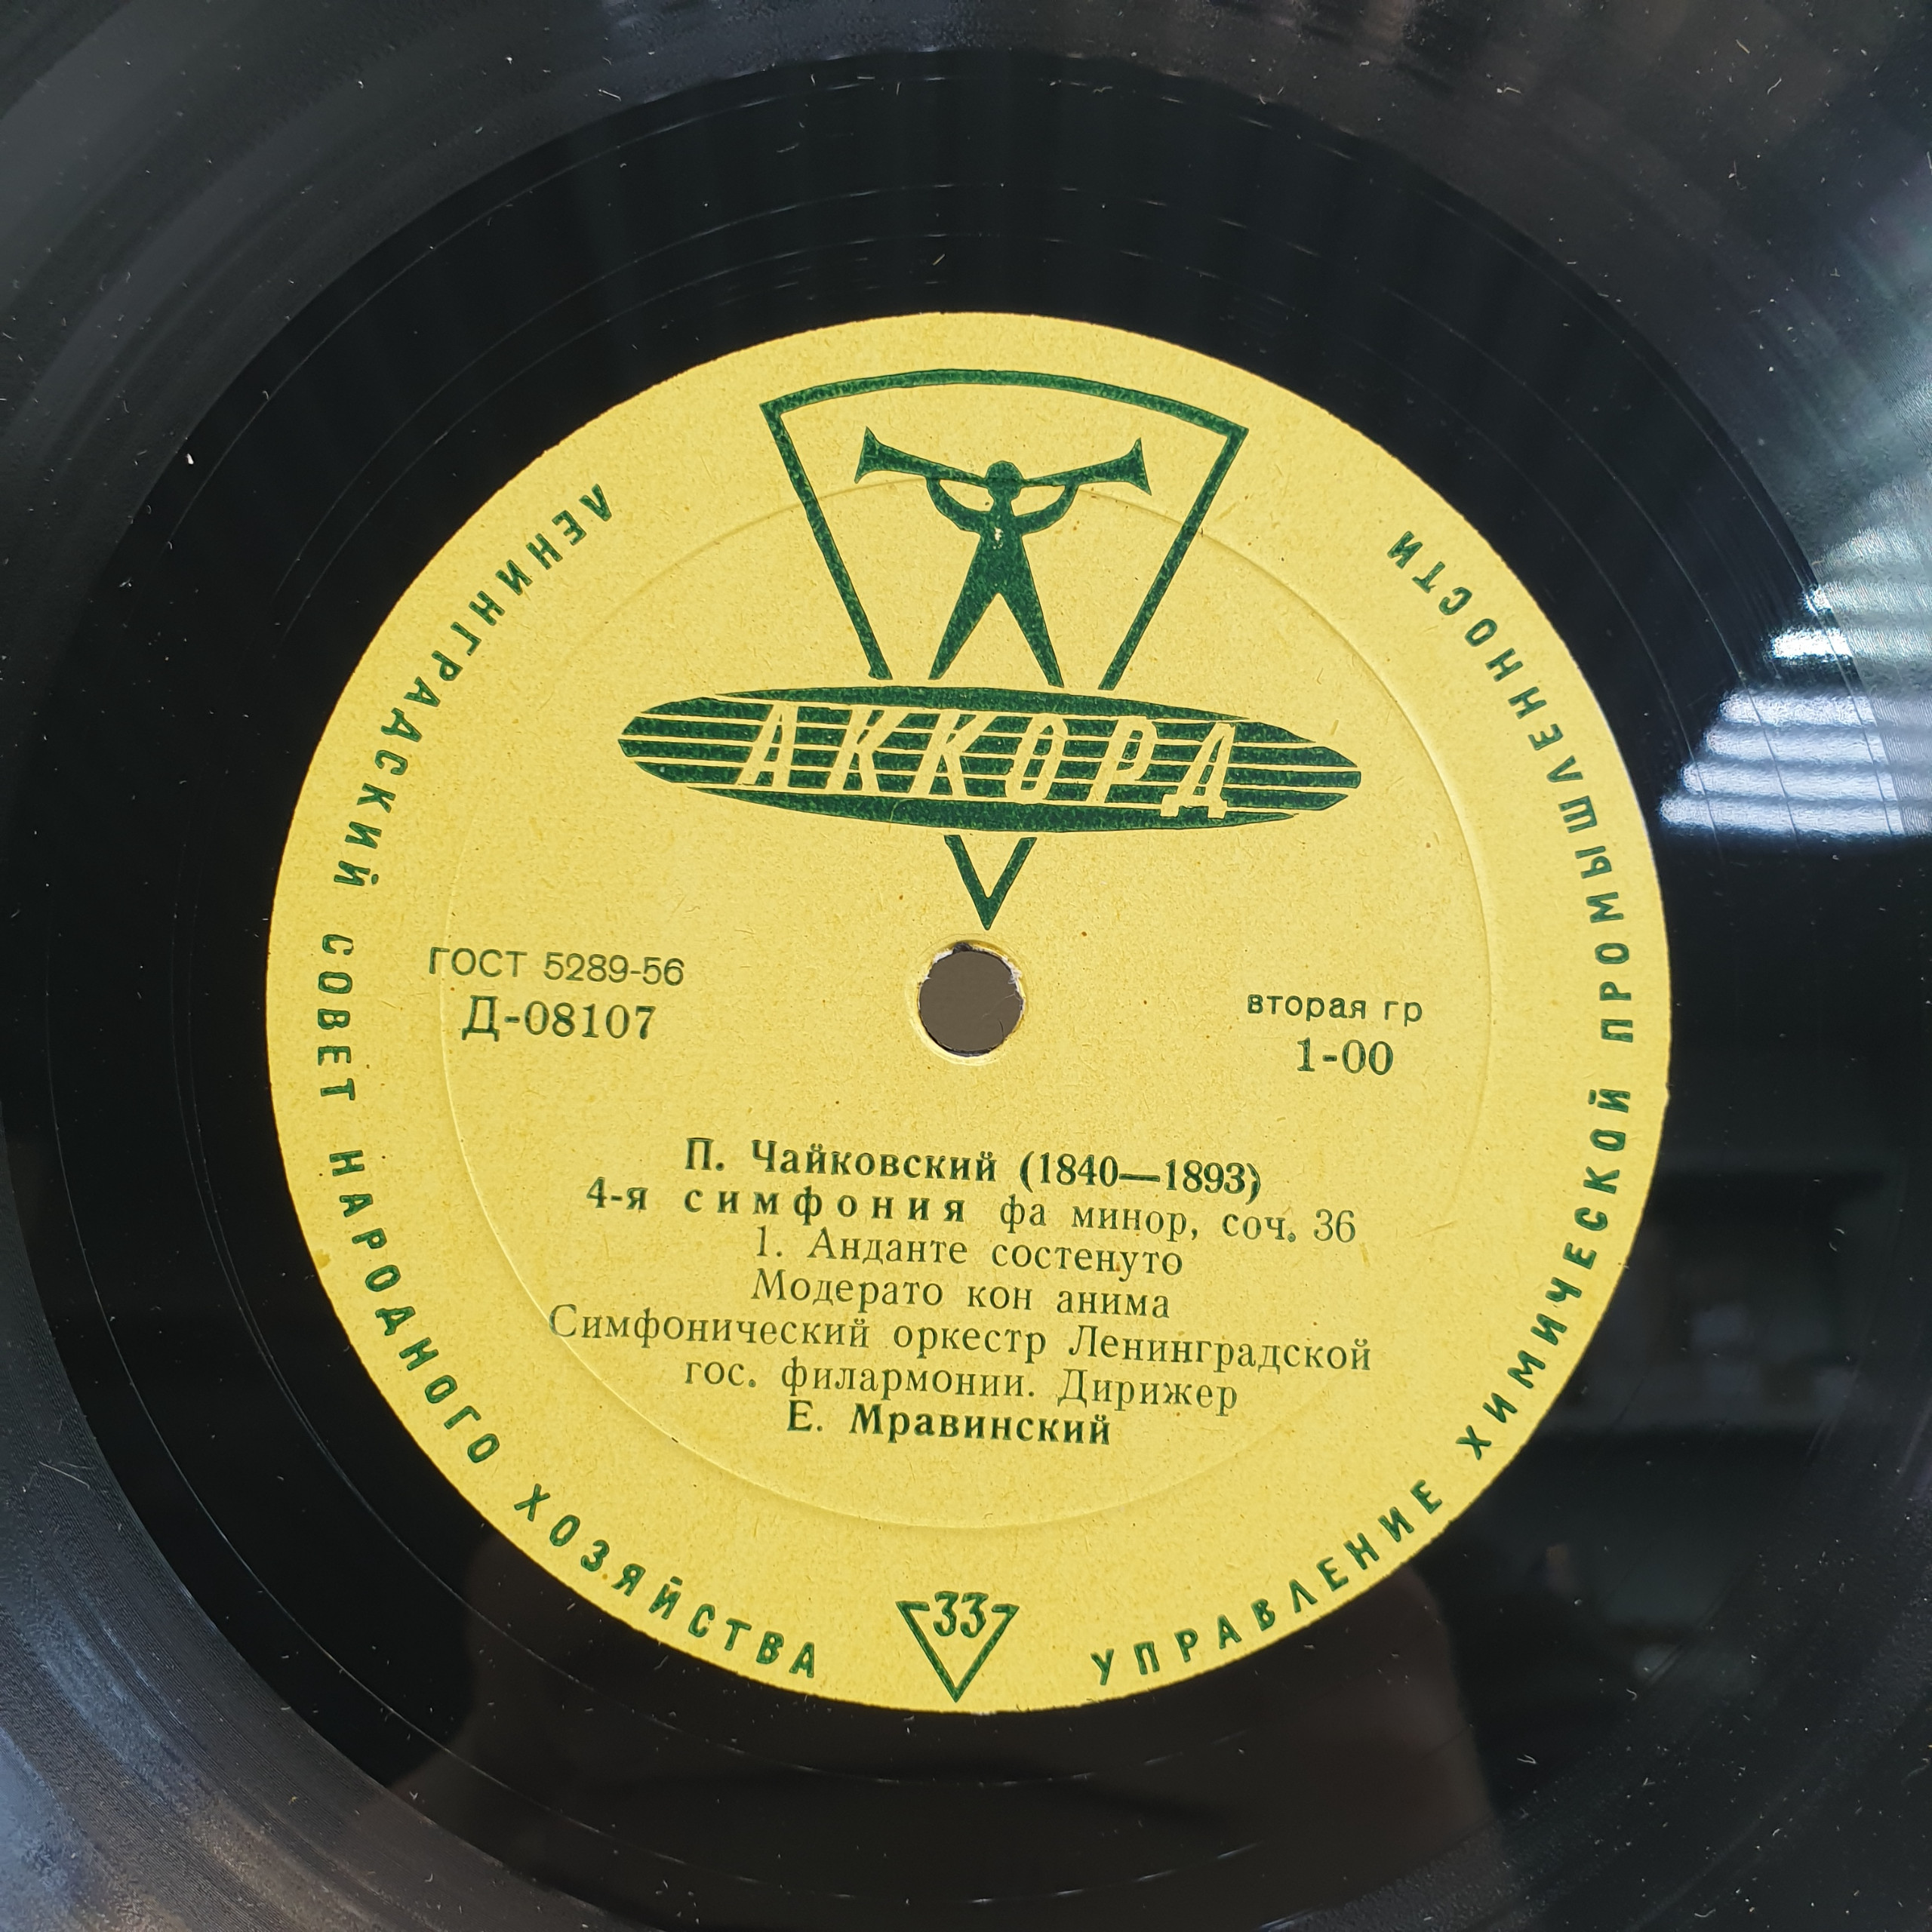 АККОРД
ЛЕНИНГРАДСКИЙ СОВЕТ НАРОДНОГО ХОЗЯЙСТВА
УПРАВЛЕНИЕ ХИМИЧЕСКОЙ ПРОМЫШЛЕННОСТИ
ГОСТ 5289-56
Д-08107
вторая гр
1-00
П. Чайковский (1840—1893)
4-я симфония фа минор, соч. 36
1. Анданте состенуто
Модерато кон анима
Симфонический оркестр Ленинградской
гос. филармонии. Дирижер
Е. Мравинский
33